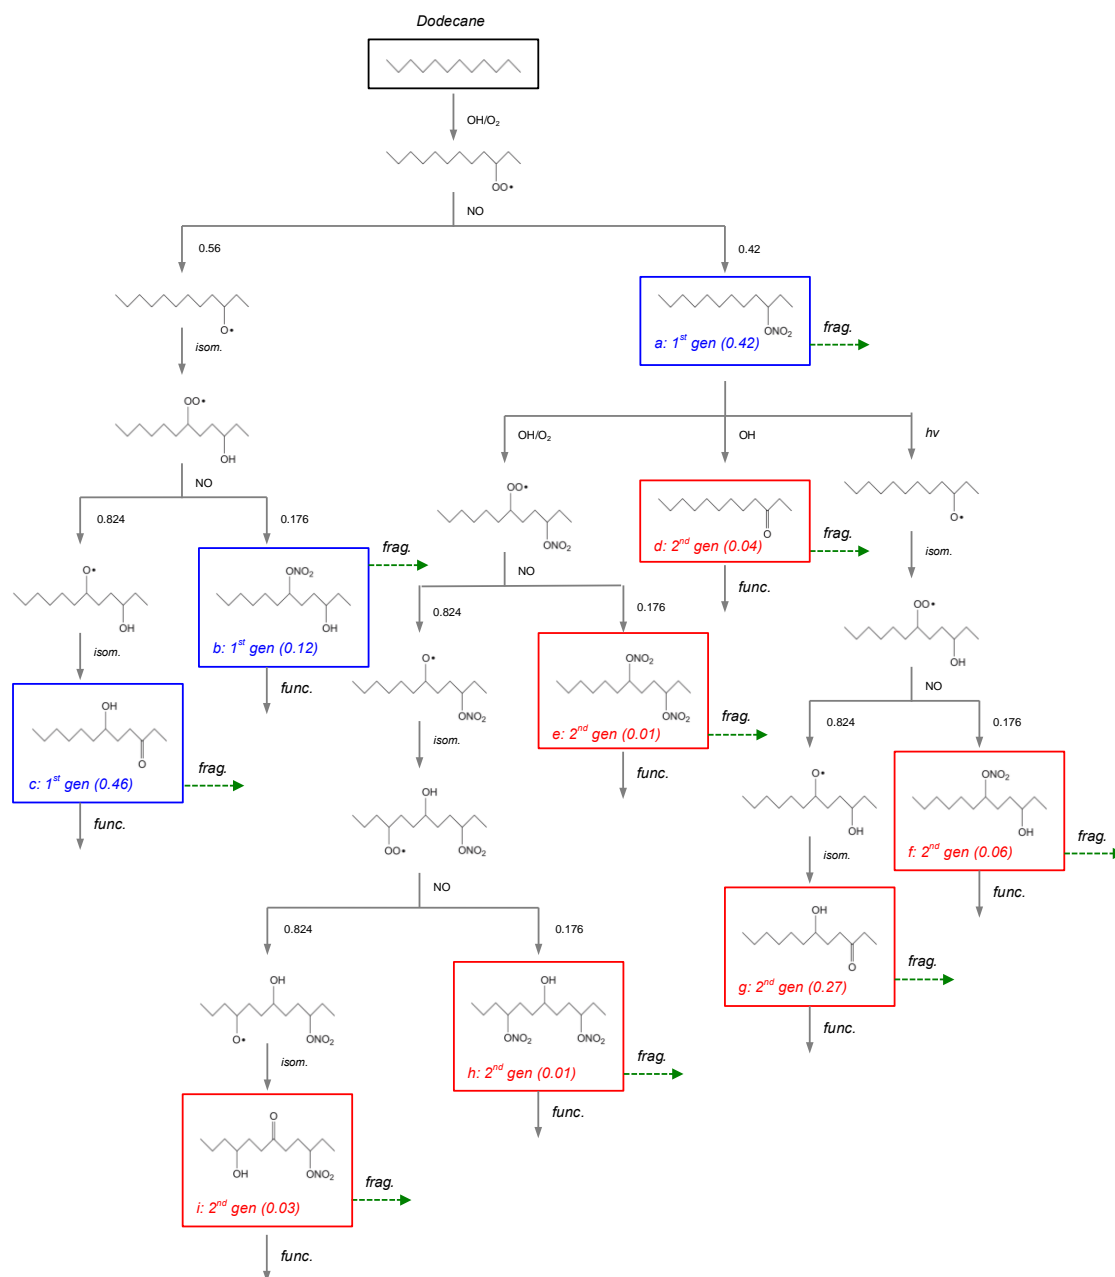 Dodecane
OH/O2
OO•
NO
0.56
0.42
O•
ONO2
a: 1st gen (0.42)
frag.
isom.
OO•
OH
NO
OH/O2
OH
hv
0.824
0.176
OO•
ONO2
O
d: 2nd gen (0.04)
frag.
func.
O•
isom.
O•
OH
isom.
ONO2
OH
b: 1st gen (0.12)
frag.
func.
NO
0.824
0.176
OO•
OH
NO
OH
O
c: 1st gen (0.46)
frag.
func.
O•
ONO2
isom.
ONO2
ONO2
e: 2nd gen (0.01)
frag.
func.
0.824
0.176
OH
OO•
ONO2
NO
O•
OH
isom.
ONO2
OH
f: 2nd gen (0.06)
frag.
func.
0.824
0.176
OH
O
g: 2nd gen (0.27)
frag.
func.
OH
O•
ONO2
isom.
OH
ONO2
ONO2
h: 2nd gen (0.01)
frag.
func.
O
OH
ONO2
i: 2nd gen (0.03)
frag.
func.